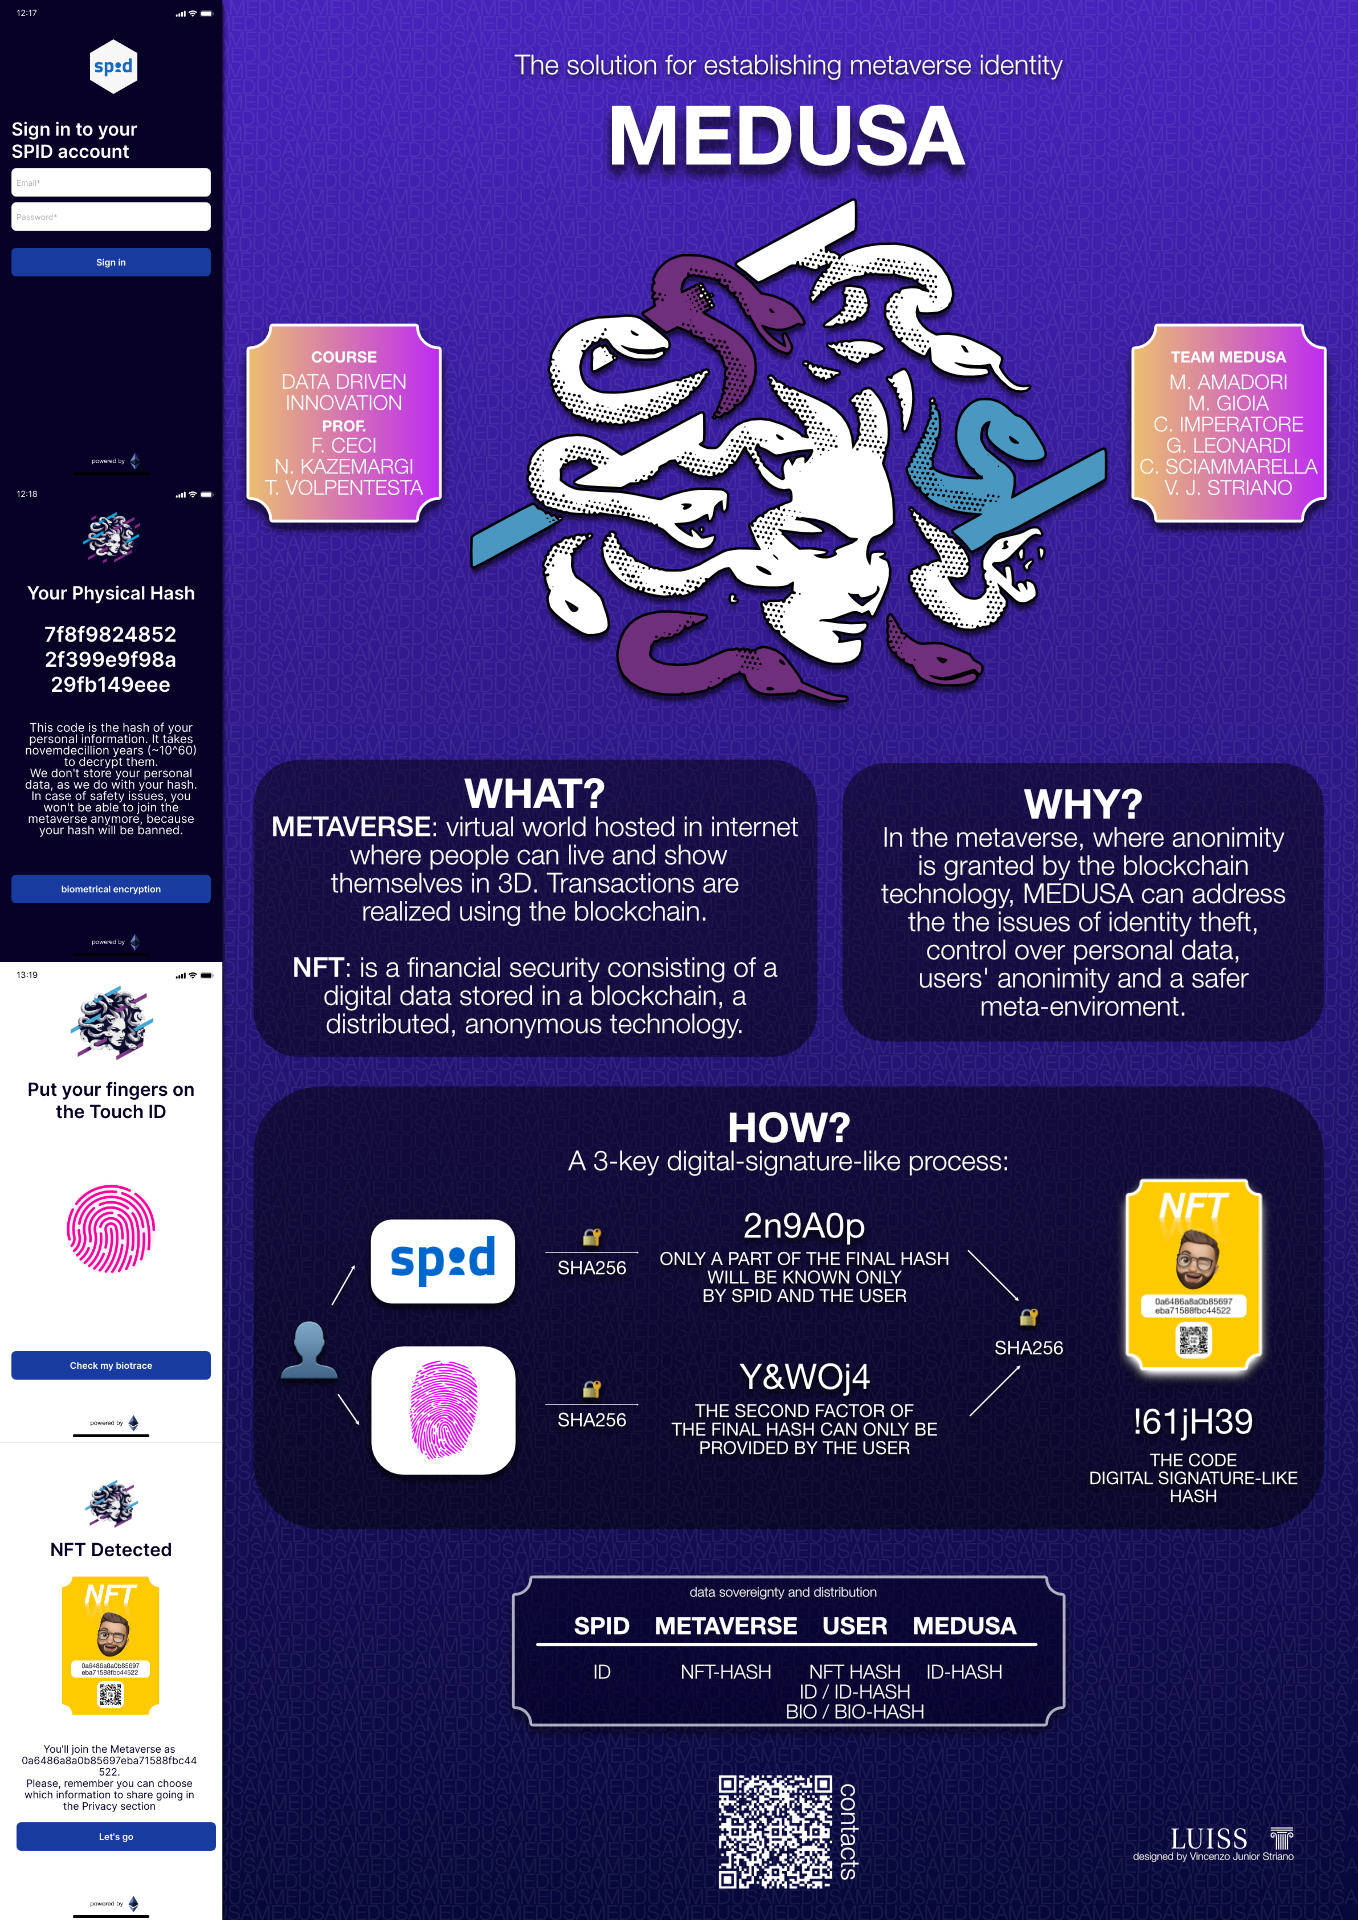 12:17
spid
Sign in to your
SPID account
Email*
Password*
Sign in
powered by
12:18
Your Physical Hash
7f8f9824852
2f399e9f98a
29fb149eee
This code is the hash of your
personal information. It takes
novemdecillion years (~10^60)
to decrypt them.
We don't store your personal
data, as we do with your hash.
In case of safety issues, you
won't be able to join the
metaverse anymore, because
your hash will be banned.
biometrical encryption
powered by
13:19
Put your fingers on
the Touch ID
Check my biotrace
powered by
NFT Detected
NFT
0a6486a8a0b85697
eba71588fbc44522
You'll join the Metaverse as
0a6486a8a0b85697eba71588fbc44
522.
Please, remember you can choose
which information to share going in
the Privacy section
Let's go
powered by
The solution for establishing metaverse identity
MEDUSA
COURSE
DATA DRIVEN
INNOVATION
PROF.
F. CECI
N. KAZEMARGI
T. VOLPENTESTA
TEAM MEDUSA
M. AMADORI
M. GIOIA
C. IMPERATORE
G. LEONARDI
C. SCIAMMARELLA
V. J. STRIANO
WHAT?
METAVERSE: virtual world hosted in internet
where people can live and show
themselves in 3D. Transactions are
realized using the blockchain.
NFT: is a financial security consisting of a
digital data stored in a blockchain, a
distributed, anonymous technology.
WHY?
In the metaverse, where anonimity
is granted by the blockchain
technology, MEDUSA can address
the the issues of identity theft,
control over personal data,
users' anonimity and a safer
meta-enviroment.
HOW?
A 3-key digital-signature-like process:
spid
SHA256
2n9A0p
ONLY A PART OF THE FINAL HASH
WILL BE KNOWN ONLY
BY SPID AND THE USER
SHA256
Y&WOj4
THE SECOND FACTOR OF
THE FINAL HASH CAN ONLY BE
PROVIDED BY THE USER
SHA256
NFT
0a6486a8a0b85697
eba71588fbc44522
!61jH39
THE CODE
DIGITAL SIGNATURE-LIKE
HASH
data sovereignty and distribution
SPID METAVERSE USER MEDUSA
ID NFT-HASH NFT HASH ID-HASH
ID / ID-HASH
BIO / BIO-HASH
contacts
LUISS
designed by Vincenzo Junior Striano